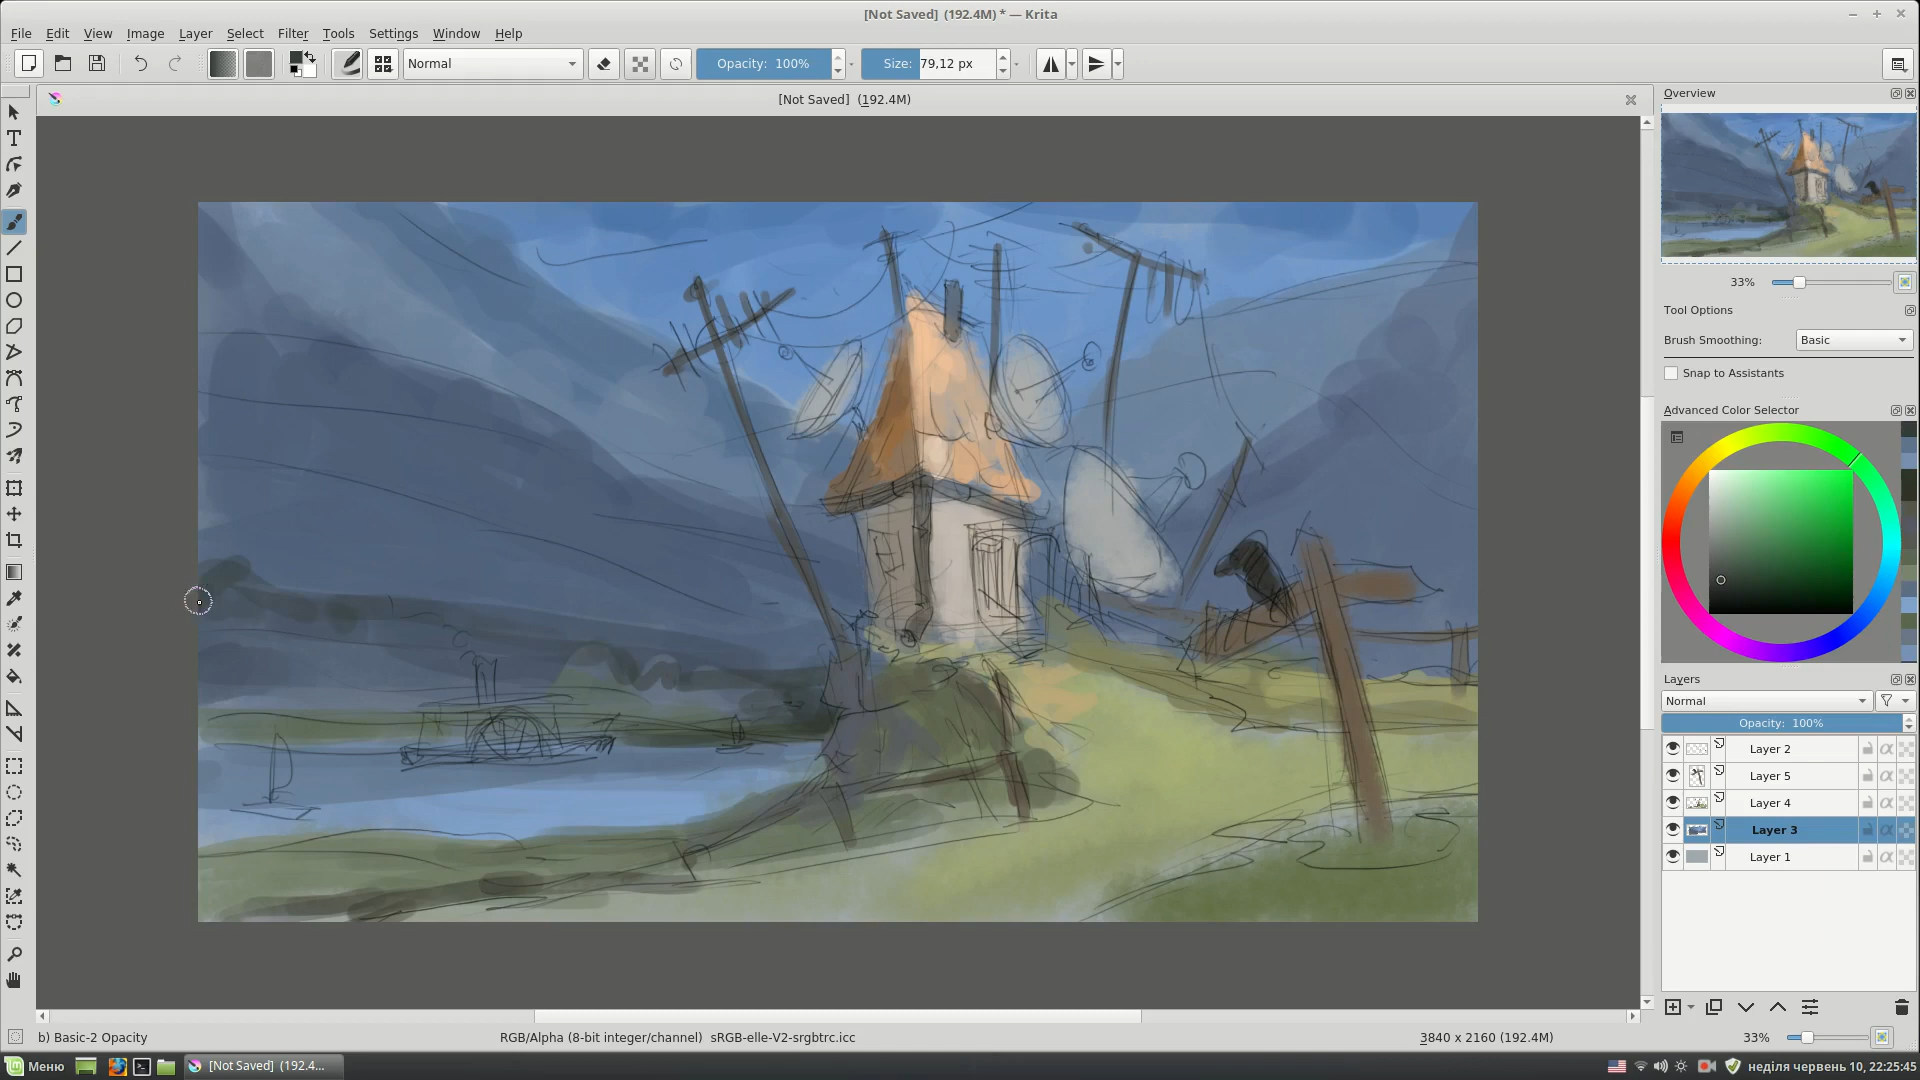 [Not Saved] (192.4M) * — Krita
File Edit View Image Layer Select Filter Tools Settings Window Help
Normal Opacity: 100% Size: 79,12 px
[Not Saved] (192.4M)
Overview
33%
Tool Options
Brush Smoothing: Basic
Snap to Assistants
Advanced Color Selector
Layers
Normal
Opacity: 100%
Layer 2
Layer 5
Layer 4
Layer 3
Layer 1
b) Basic-2 Opacity RGB/Alpha (8-bit integer/channel) sRGB-elle-V2-srgbtrc.icc 3840 x 2160 (192.4M) 33%
Меню [Not Saved] (192.4... неділя червень 10, 22:25:45